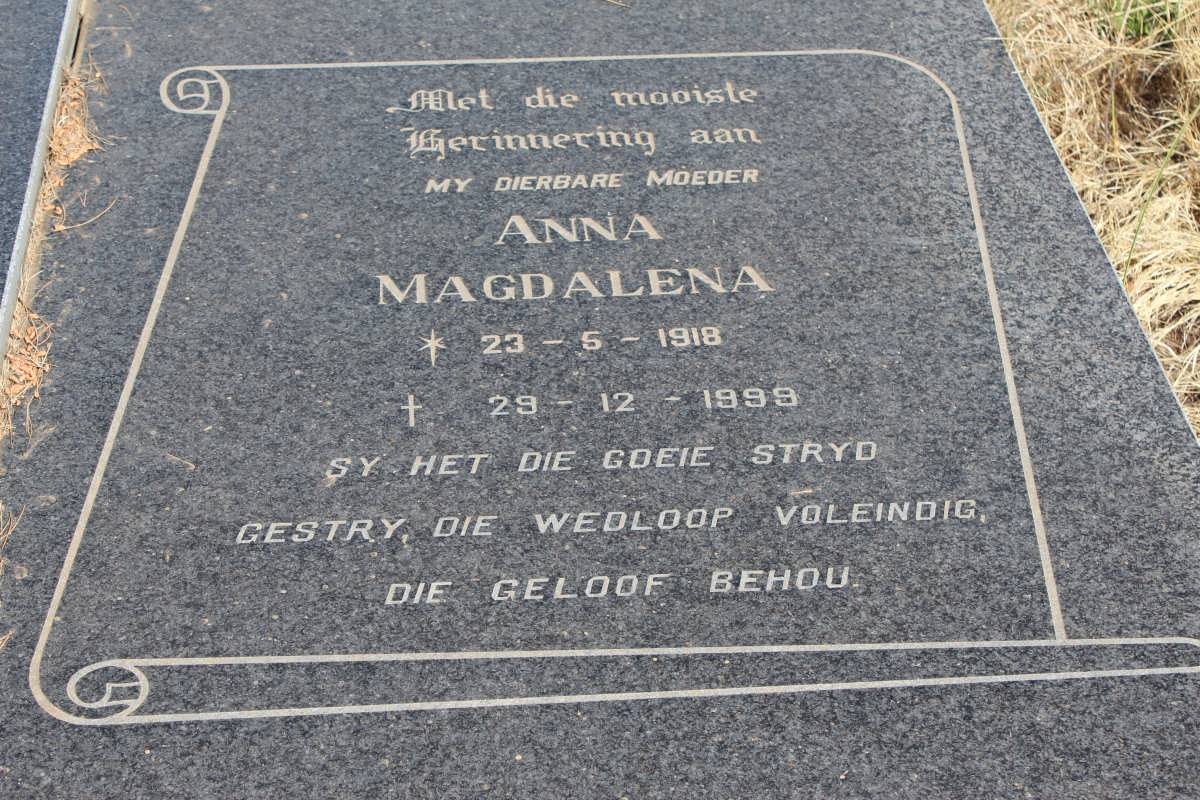 Met die mooiste
Herinnering aan
MY DIERBARE MOEDER
ANNA
MAGDALENA
* 23 - 5 - 1918
† 29 - 12 - 1999
SY HET DIE GOEIE STRYD
GESTRY, DIE WEDLOOP VOLEINDIG,
DIE GELOOF BEHOU.